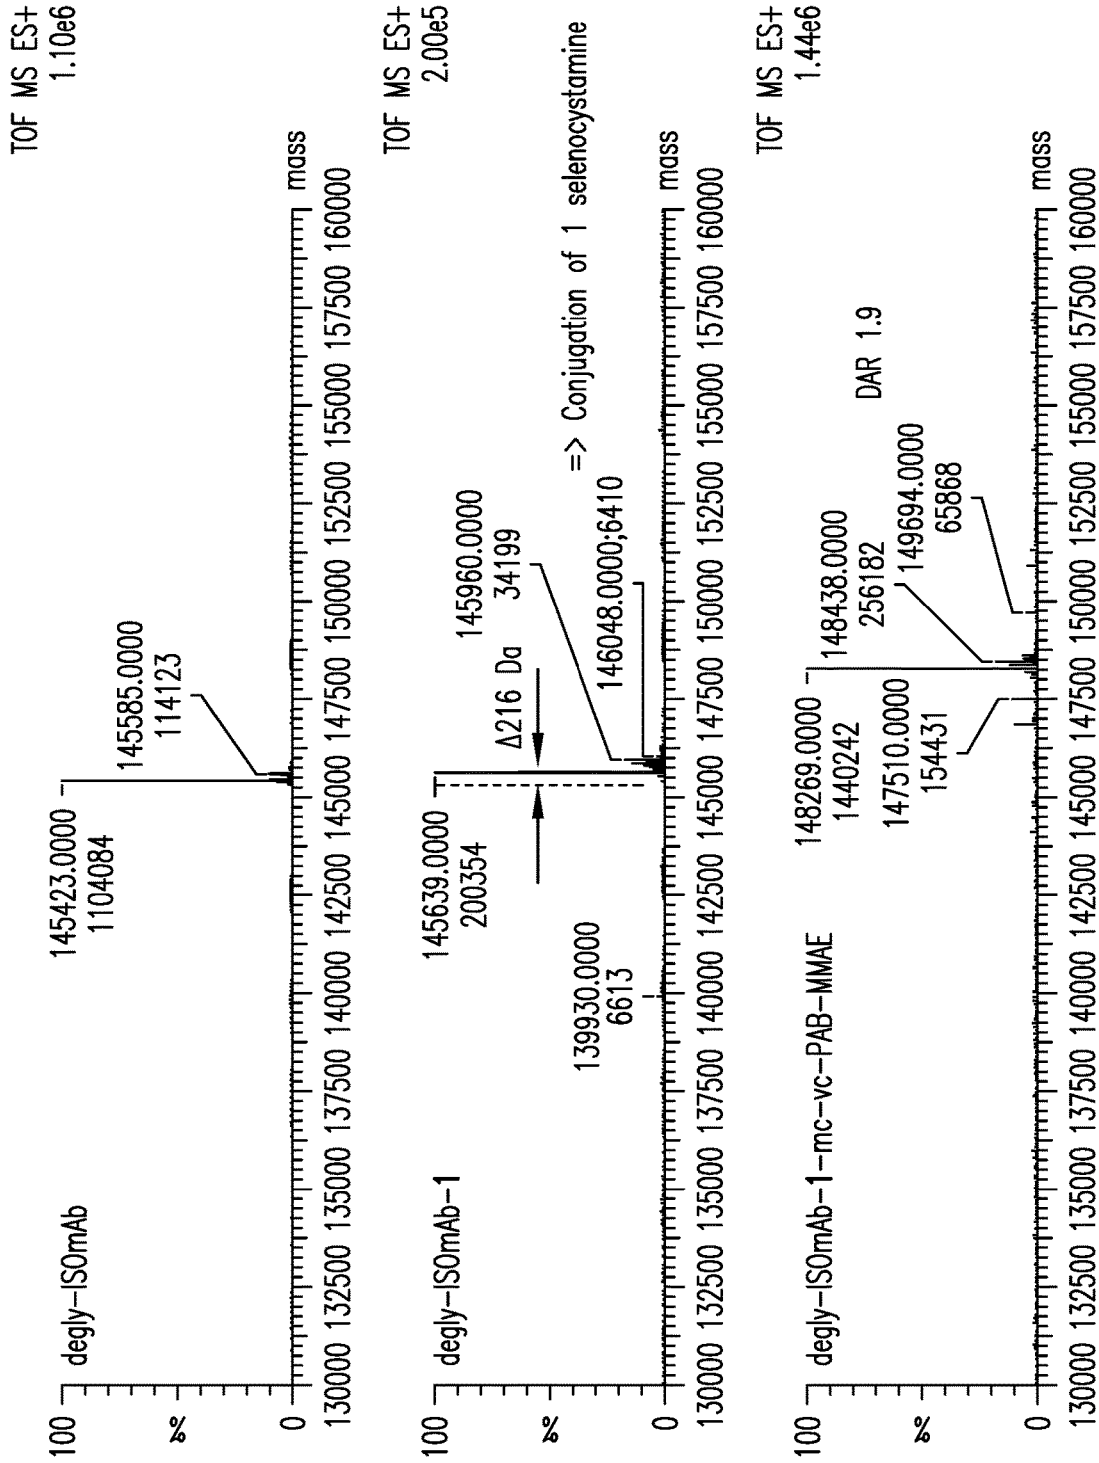 TOF MS ES+
1.10e6
degly-ISOmAb
145423.0000
1104084
145585.0000
114123
100
%
0
130000 132500 135000 137500 140000 142500 145000 147500 150000 152500 155000 157500 160000
mass
TOF MS ES+
2.00e5
degly-ISOmAb-1
145639.0000
200354
Δ216 Da
145960.0000
34199
=> Conjugation of 1 selenocystamine
146048.0000;6410
139930.0000
6613
100
%
0
130000 132500 135000 137500 140000 142500 145000 147500 150000 152500 155000 157500 160000
mass
TOF MS ES+
1.44e6
degly-ISOmAb-1-mc-vc-PAB-MMAE
148269.0000
1440242
148438.0000
256182
DAR 1.9
147510.0000
154431
149694.0000
65868
100
%
0
130000 132500 135000 137500 140000 142500 145000 147500 150000 152500 155000 157500 160000
mass